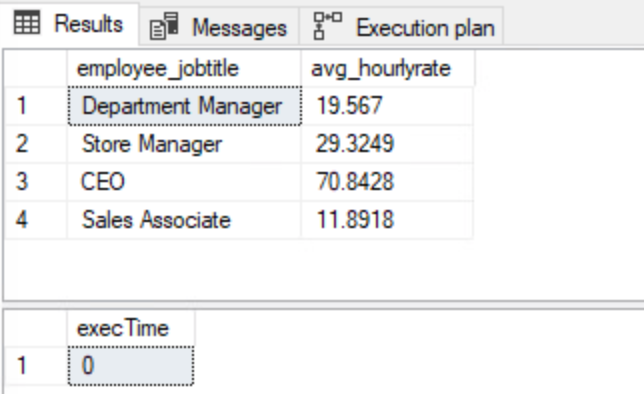 Results Messages Execution plan
employee_jobtitle avg_hourlyrate
1 Department Manager 19.567
2 Store Manager 29.3249
3 CEO 70.8428
4 Sales Associate 11.8918
execTime
1 0